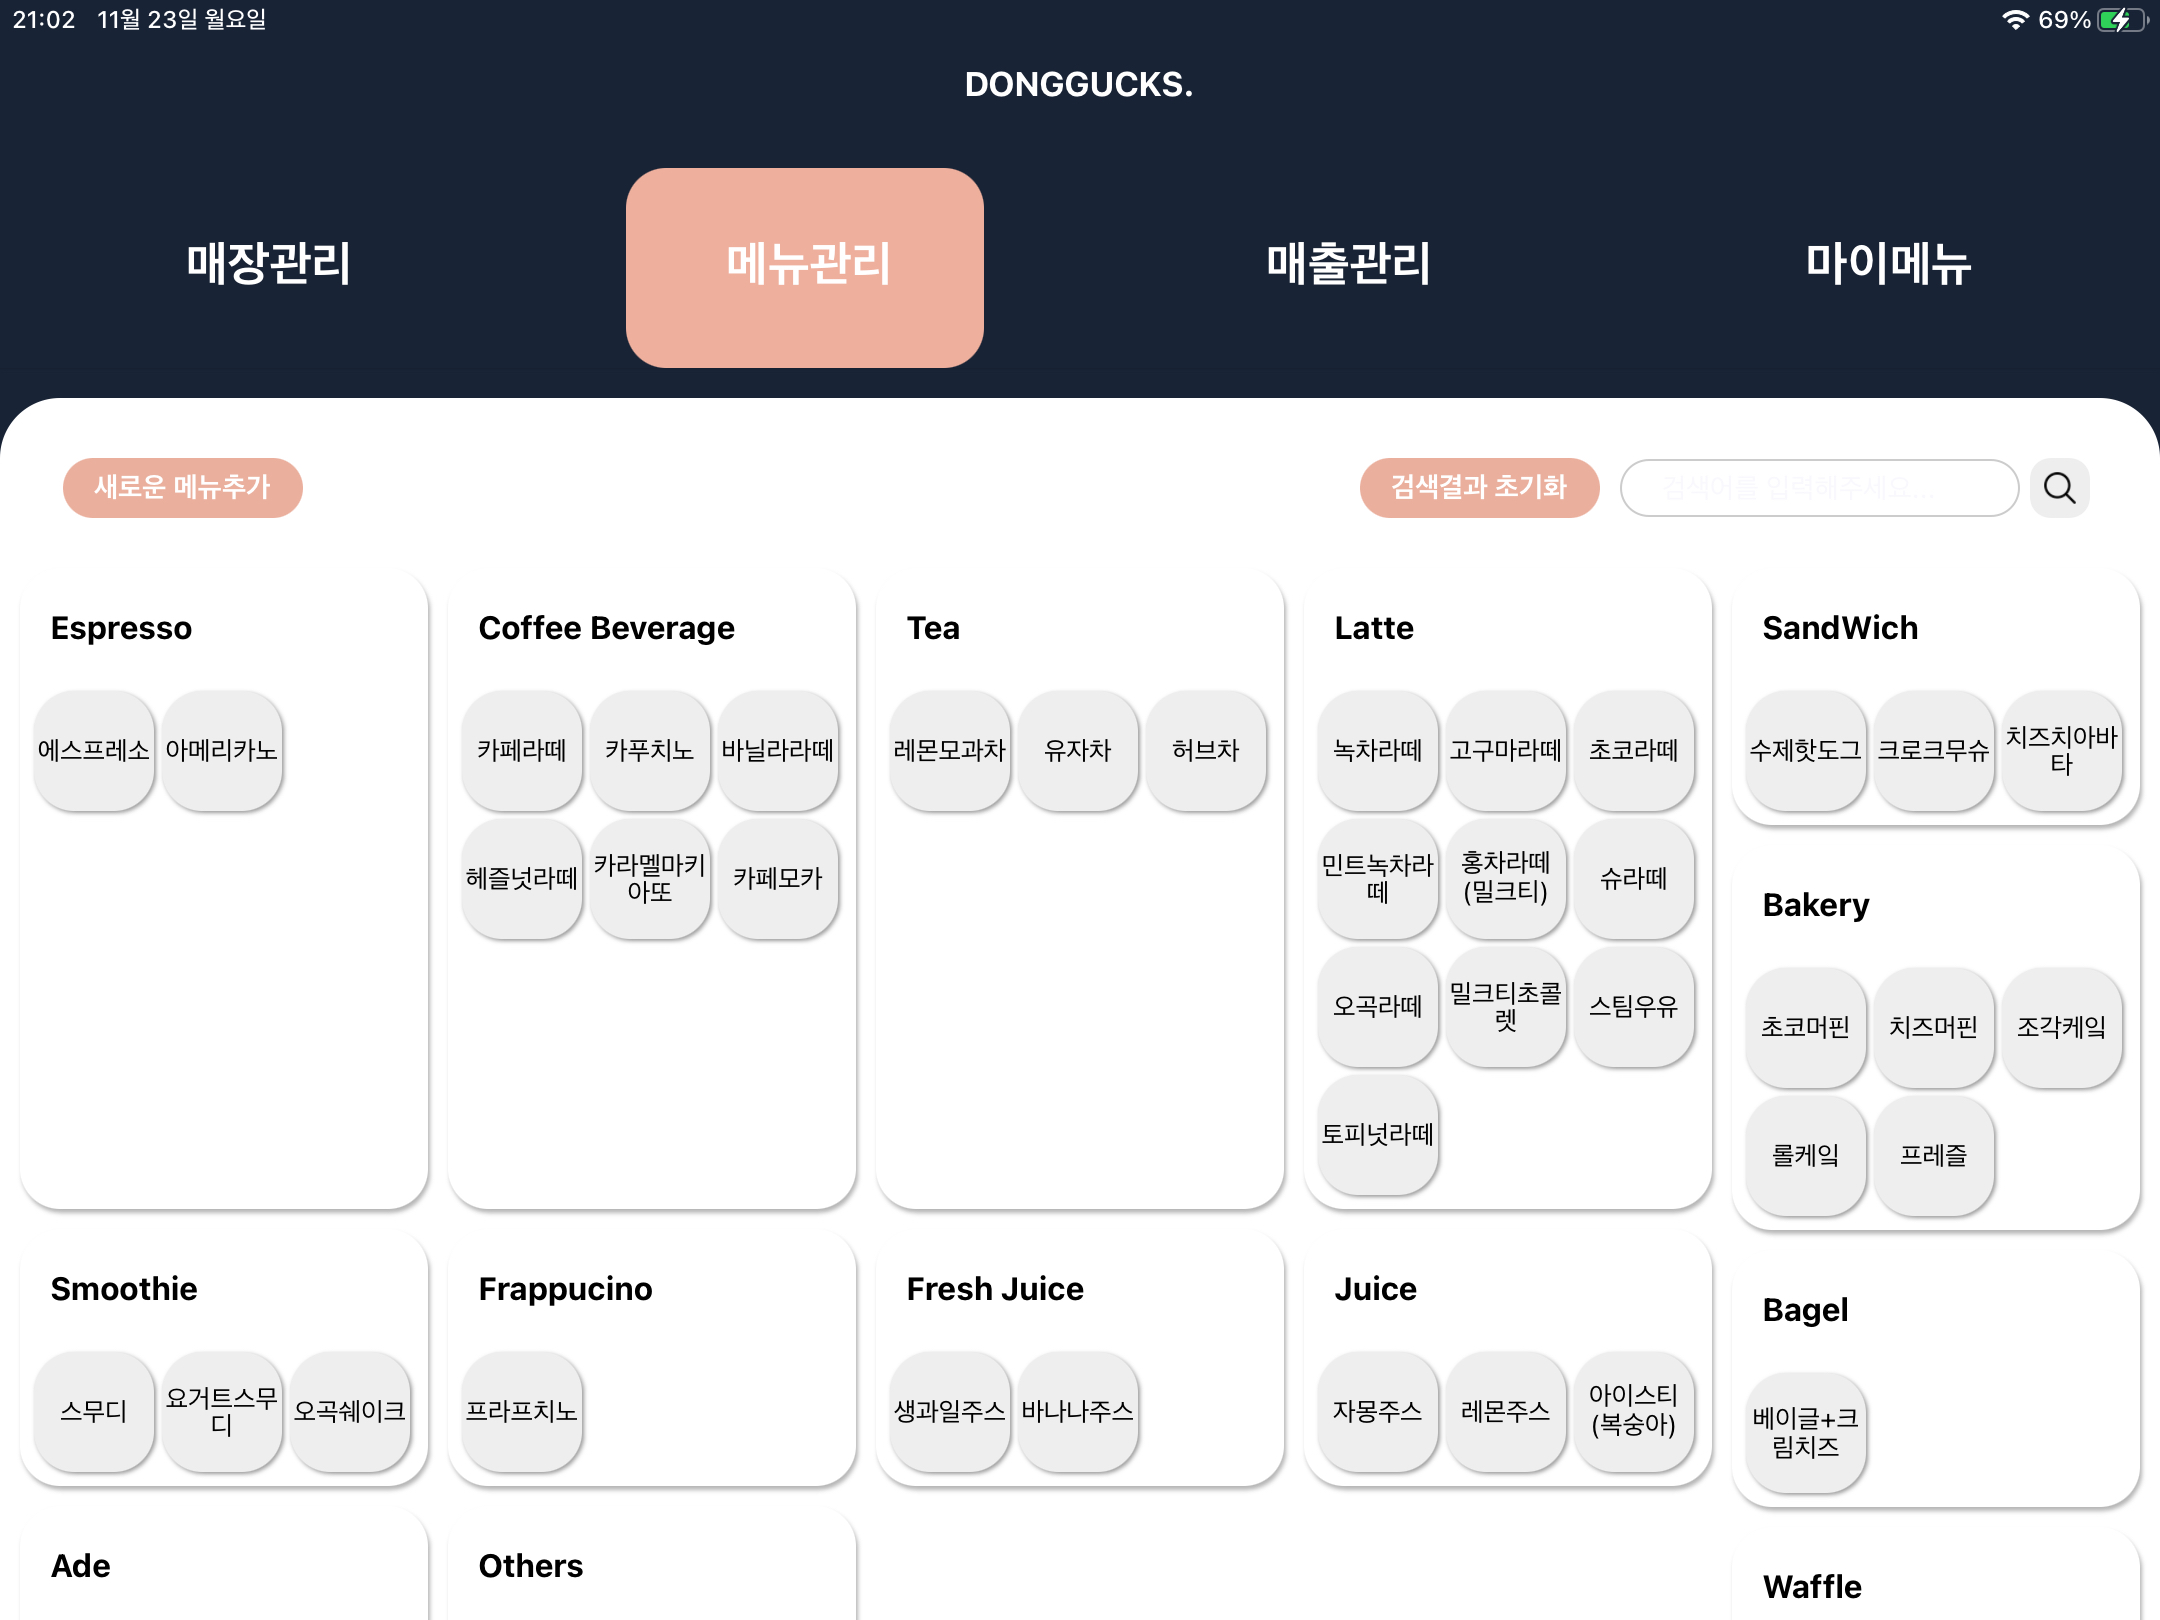 21:02 11월 23일 월요일
69%
DONGGUCKS.
매장관리
메뉴관리
매출관리
마이메뉴
새로운 메뉴추가
검색결과 초기화
검색어를 입력해주세요...
Espresso
에스프레소
아메리카노
Coffee Beverage
카페라떼
카푸치노
바닐라라떼
헤즐넛라떼
카라멜마키
아또
카페모카
Tea
레몬모과차
유자차
허브차
Latte
녹차라떼
고구마라떼
초코라떼
민트녹차라
떼
홍차라떼
(밀크티)
슈라떼
오곡라떼
밀크티초콜
렛
스팀우유
토피넛라떼
SandWich
수제핫도그
크로크무슈
치즈치아바
타
Bakery
초코머핀
치즈머핀
조각케잌
롤케잌
프레즐
Smoothie
스무디
요거트스무
디
오곡쉐이크
Frappucino
프라프치노
Fresh Juice
생과일주스
바나나주스
Juice
자몽주스
레몬주스
아이스티
(복숭아)
Bagel
베이글+크
림치즈
Ade
Others
Waffle